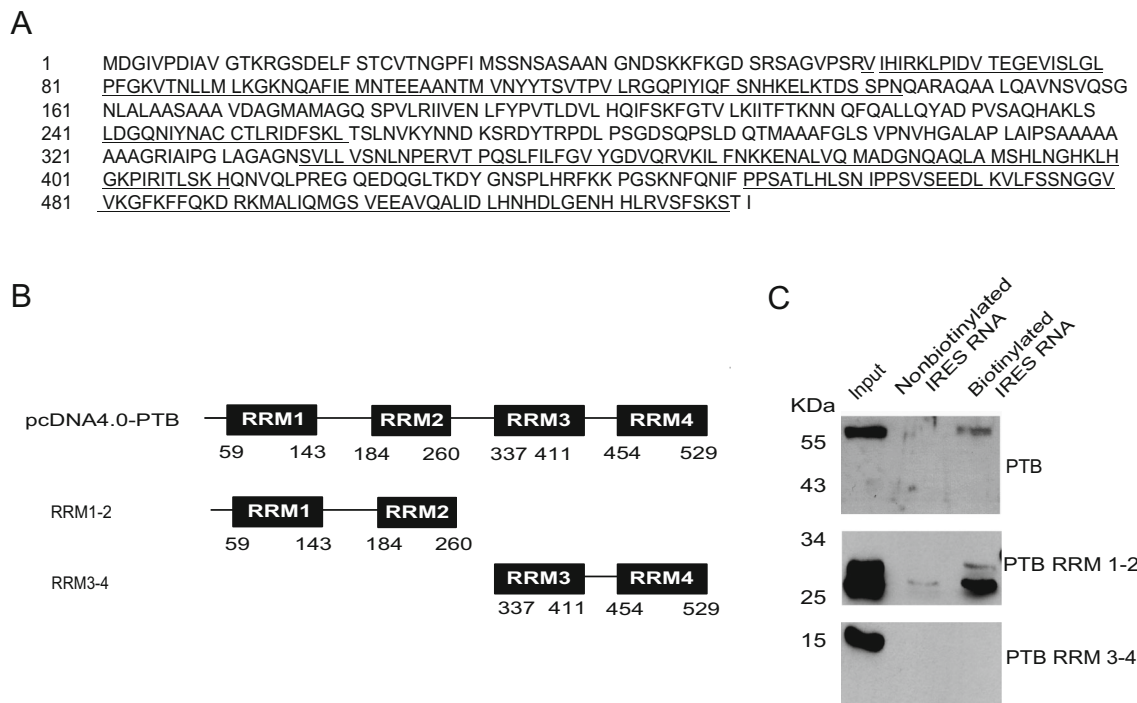 A
1 MDGIVPDIAV GTKRGSDELF STCVTNGPFI MSSNSASAAN GNDSKKFKGD SRSAGVPSRV IHIRKLPIDV TEGEVISLGL
81 PFGKVTNLLM LKGKNQAFIE MNTEEAANTM VNYYTSVTPV LRGQPIYIQF SNHKELKTDS SPNQARAQAA LQAVNSVQSG
161 NLALAASAAA VDAGMAMAGQ SPVLRIIVEN LFYPVTLDVL HQIFSKFGTV LKIITFTKNN QFQALLQYAD PVSAQHAKLS
241 LDGQNIYNAC CTLRIDFSKL TSLNVKYNND KSRDYTRPDL PSGDSQPSLD QTMAAAFGLS VPNVHGALAP LAIPSAAAAA
321 AAAGRIAIPG LAGAGNSVLL VSNLNPERVT PQSLFILFGV YGDVQRVKIL FNKKENALVQ MADGNQAQLA MSHLNGHKLH
401 GKPIRITLSK HQNVQLPREG QEDQGLTKDY GNSPLHRFKK PGSKNFQNIF PPSATLHLSN IPPSVSEEDL KVLFSSNGGV
481 VKGFKFFQKD RKMALIQMGS VEEAVQALID LHNHDLGENH HLRVSFSKST I
B
pcDNA4.0-PTB RRM1 RRM2 RRM3 RRM4
59 143 184 260 337 411 454 529
RRM1-2 RRM1 RRM2
59 143 184 260
RRM3-4 RRM3 RRM4
337 411 454 529
C
Input
Nonbiotinylated
IRES RNA
Biotinylated
IRES RNA
KDa
55
PTB
43
34
PTB RRM 1-2
25
15
PTB RRM 3-4